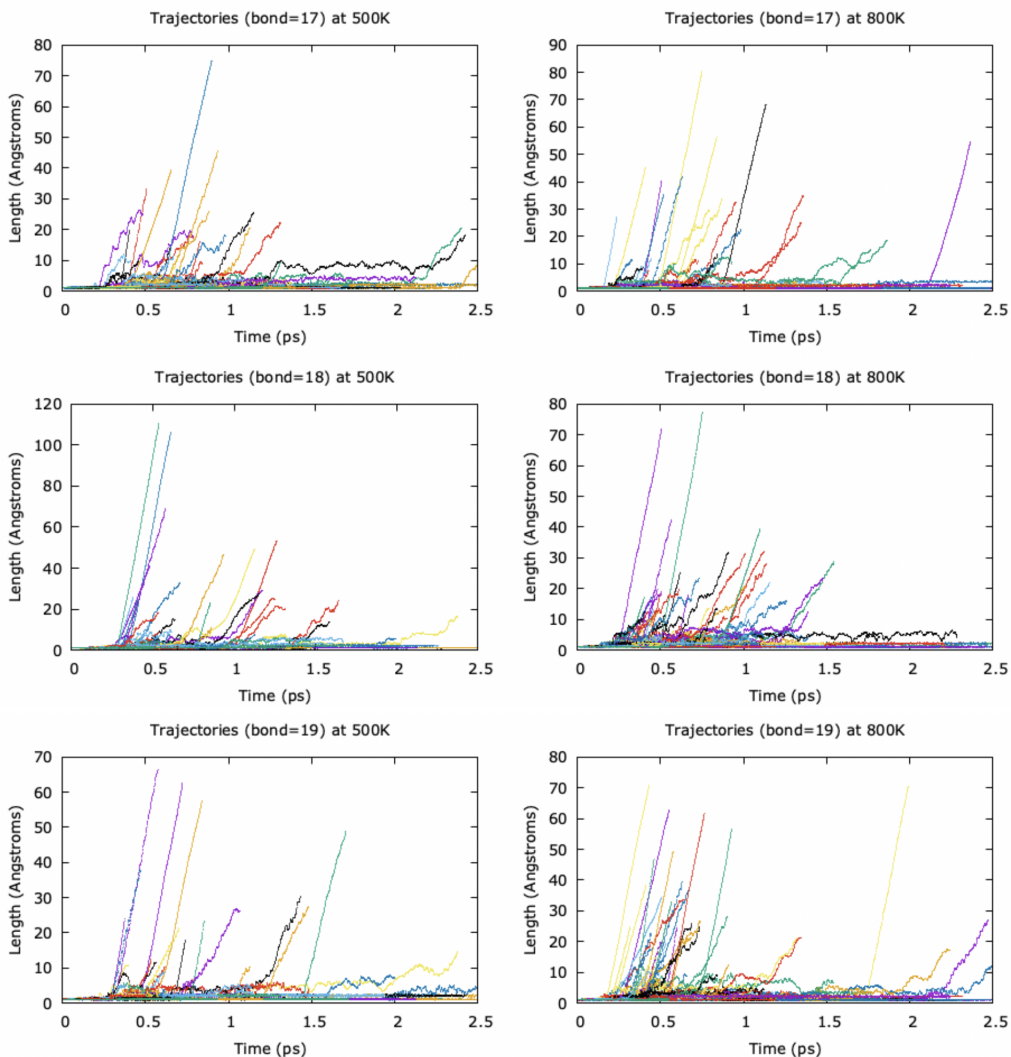 Trajectories (bond=17) at 500K
80
70
60
50
40
30
20
10
0
Length (Angstroms)
0 0.5 1 1.5 2 2.5
Time (ps)
Trajectories (bond=17) at 800K
90
80
70
60
50
40
30
20
10
0
Length (Angstroms)
0 0.5 1 1.5 2 2.5
Time (ps)
Trajectories (bond=18) at 500K
120
100
80
60
40
20
0
Length (Angstroms)
0 0.5 1 1.5 2 2.5
Time (ps)
Trajectories (bond=18) at 800K
80
70
60
50
40
30
20
10
0
Length (Angstroms)
0 0.5 1 1.5 2 2.5
Time (ps)
Trajectories (bond=19) at 500K
70
60
50
40
30
20
10
0
Length (Angstroms)
0 0.5 1 1.5 2 2.5
Time (ps)
Trajectories (bond=19) at 800K
80
70
60
50
40
30
20
10
0
Length (Angstroms)
0 0.5 1 1.5 2 2.5
Time (ps)